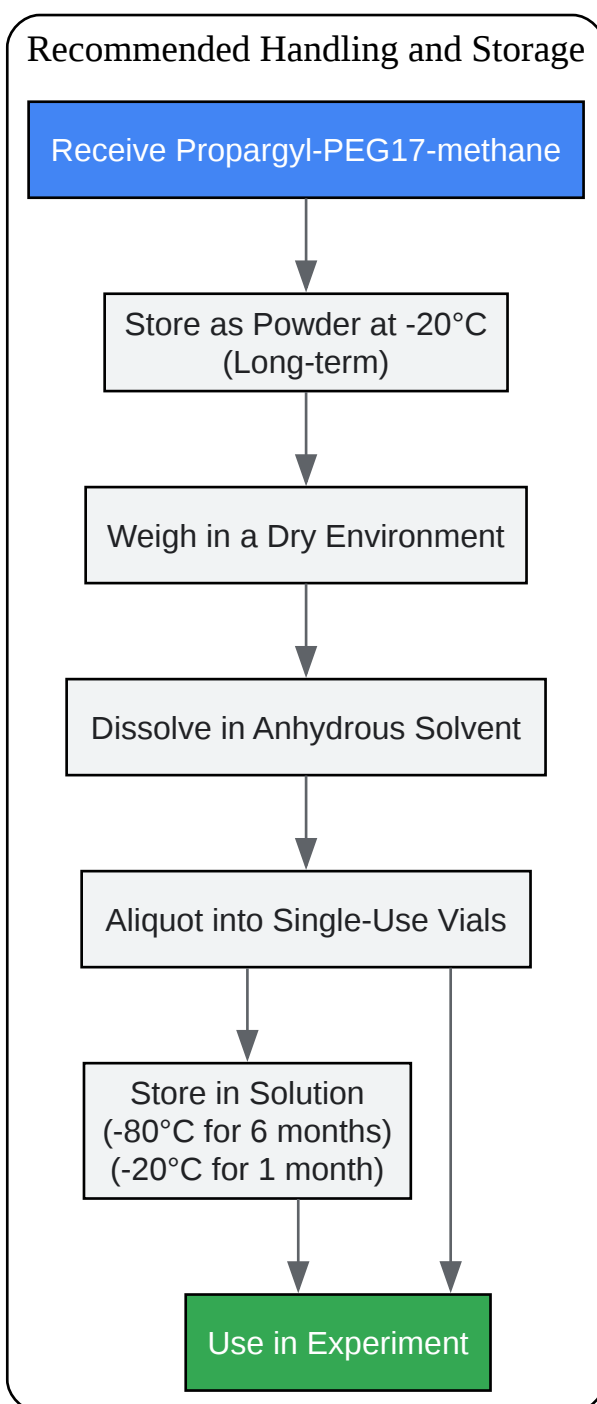 Recommended Handling and Storage
Receive Propargyl-PEG17-methane
Store as Powder at -20°C
(Long-term)
Weigh in a Dry Environment
Dissolve in Anhydrous Solvent
Aliquot into Single-Use Vials
Store in Solution
(-80°C for 6 months)
(-20°C for 1 month)
Use in Experiment